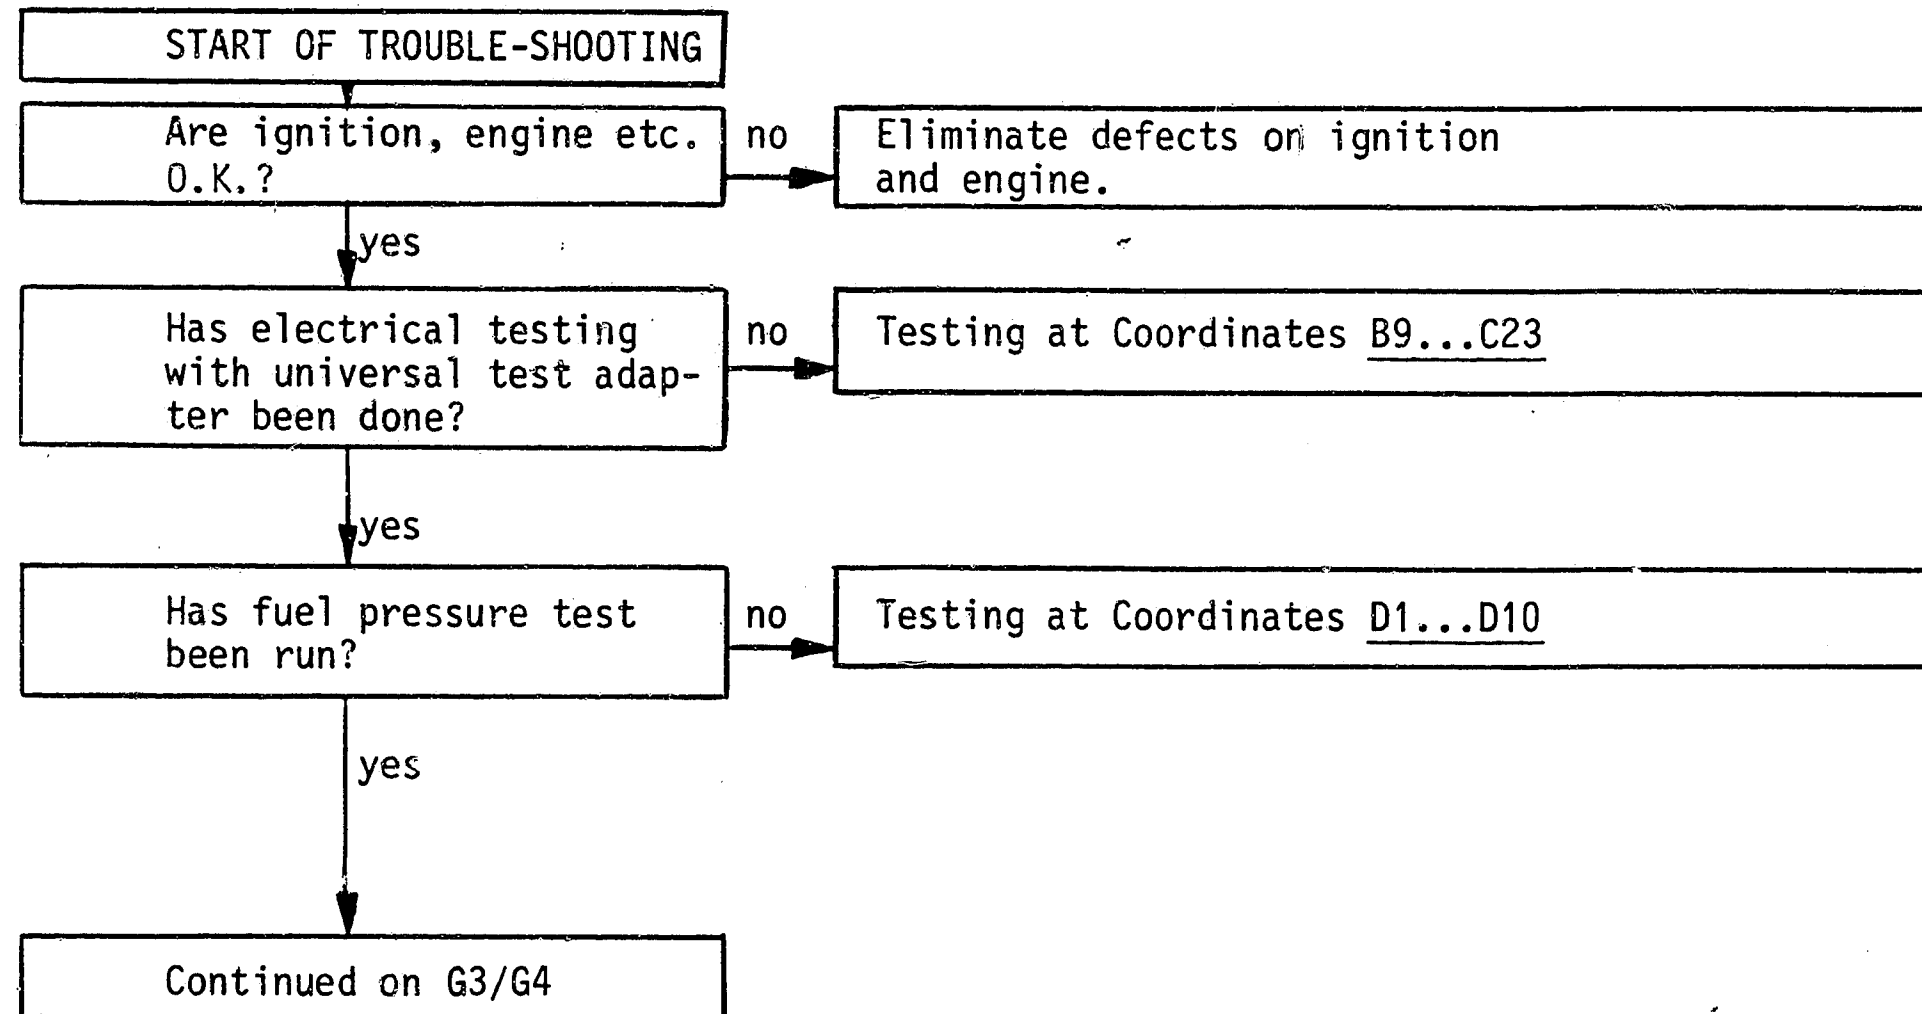 START OF TROUBLE-SHOOTING
Are ignition, engine etc.
O.K.?
no
Eliminate defects on ignition
and engine.
yes
Has electrical testing
with universal test adap-
ter been done?
no
Testing at Coordinates B9...C23
yes
Has fuel pressure test
been run?
no
Testing at Coordinates D1...D10
yes
Continued on G3/G4